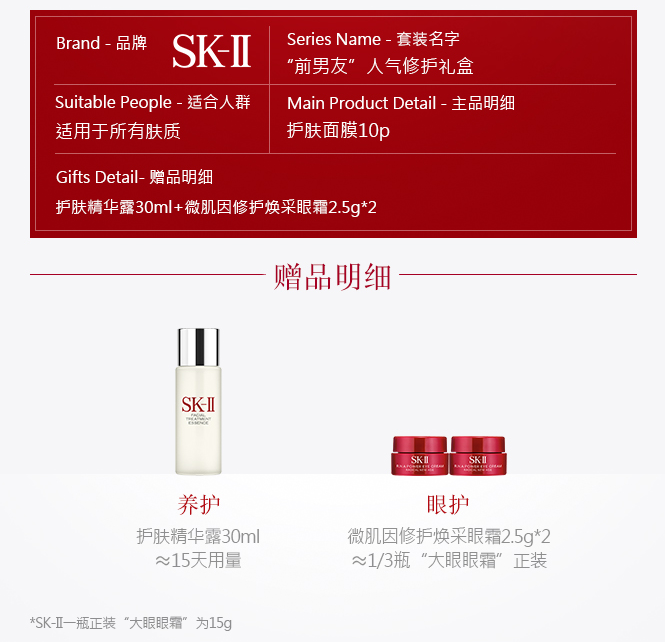 Brand - 品牌
SK-II
Series Name - 套装名字
“前男友”人气修护礼盒
Suitable People - 适合人群
适用于所有肤质
Main Product Detail - 主品明细
护肤面膜10p
Gifts Detail- 赠品明细
护肤精华露30ml+微肌因修护焕采眼霜2.5g*2
赠品明细
SK-II
FACIAL
TREATMENT
ESSENCE
SK-II
SK-II
R.N.A.POWER EYE CREAM
养护
眼护
护肤精华露30ml
≈15天用量
微肌因修护焕采眼霜2.5g*2
≈1/3瓶“大眼眼霜”正装
*SK-II一瓶正装“大眼眼霜”为15g